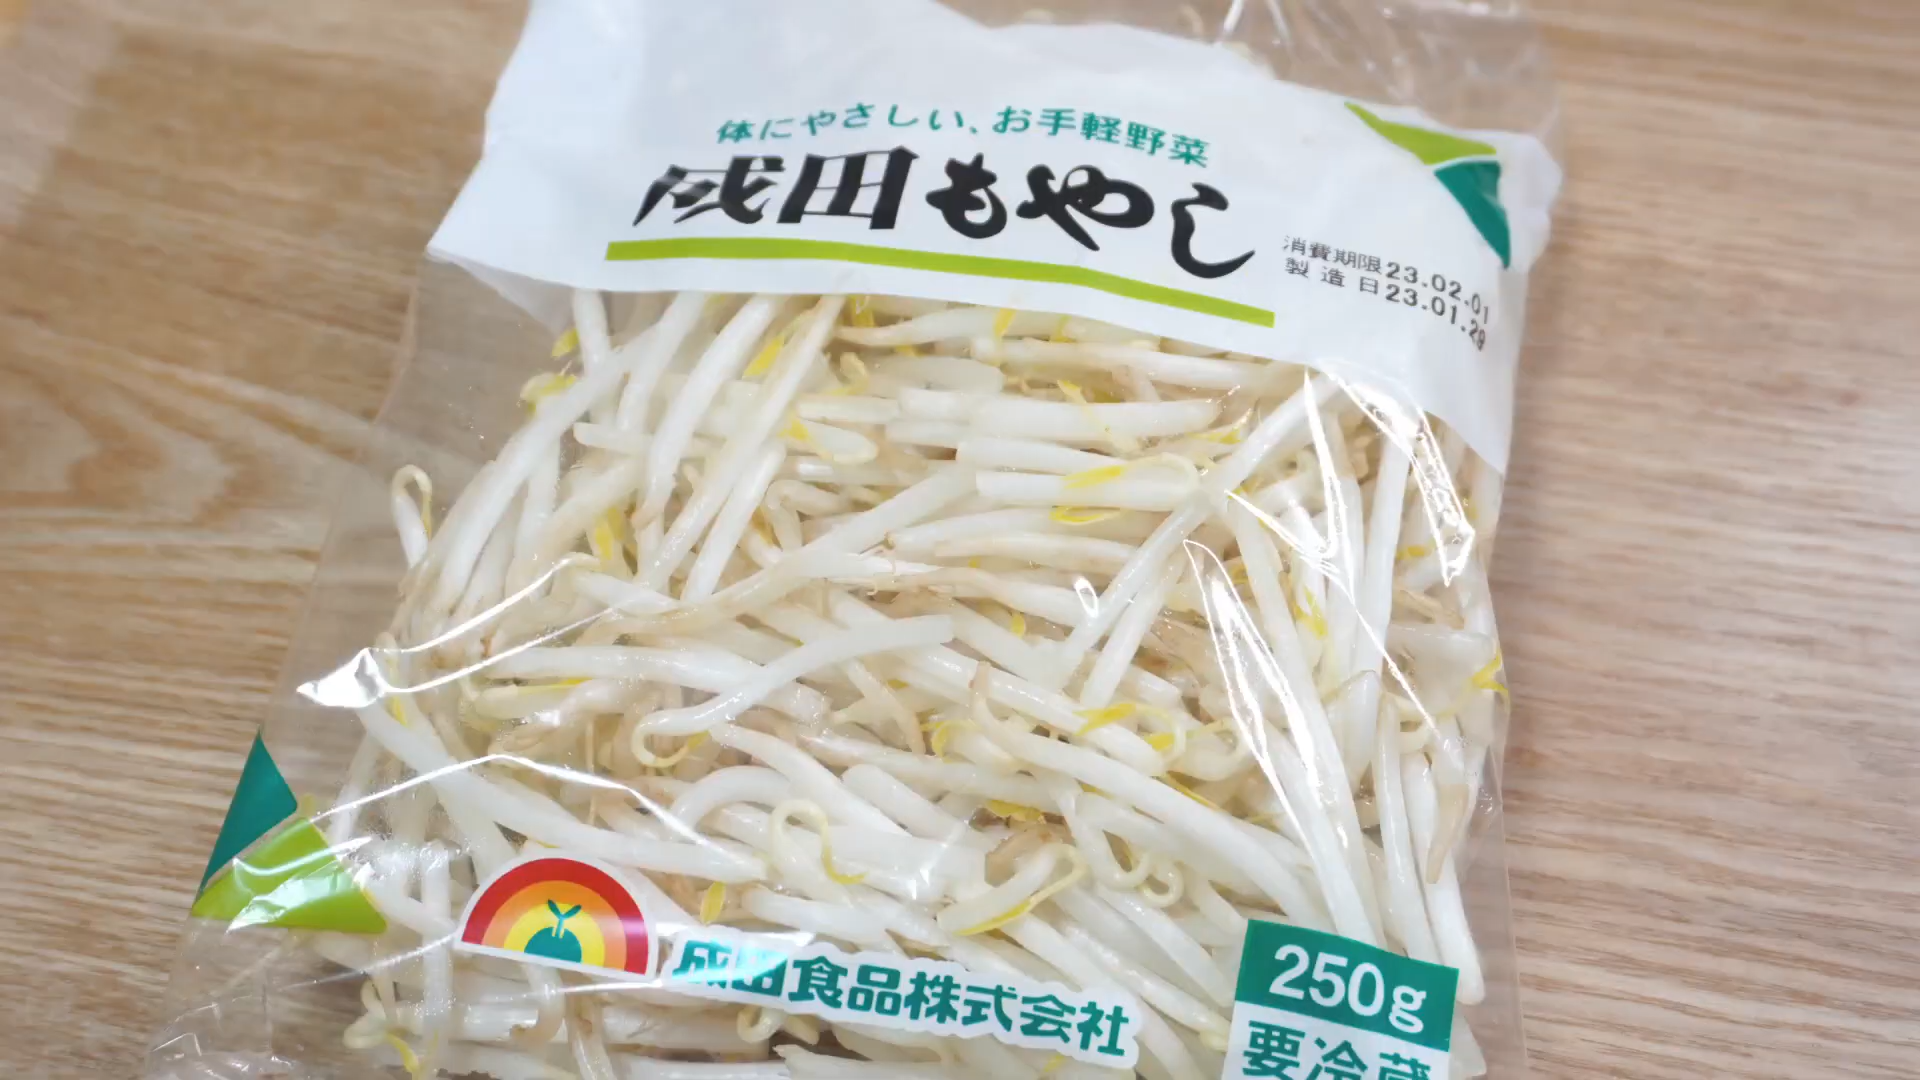 体にやさしい、お手軽野菜
成田もやし
消費期限23.02.01
製造日23.01.29
成田食品株式会社
250g
要冷蔵